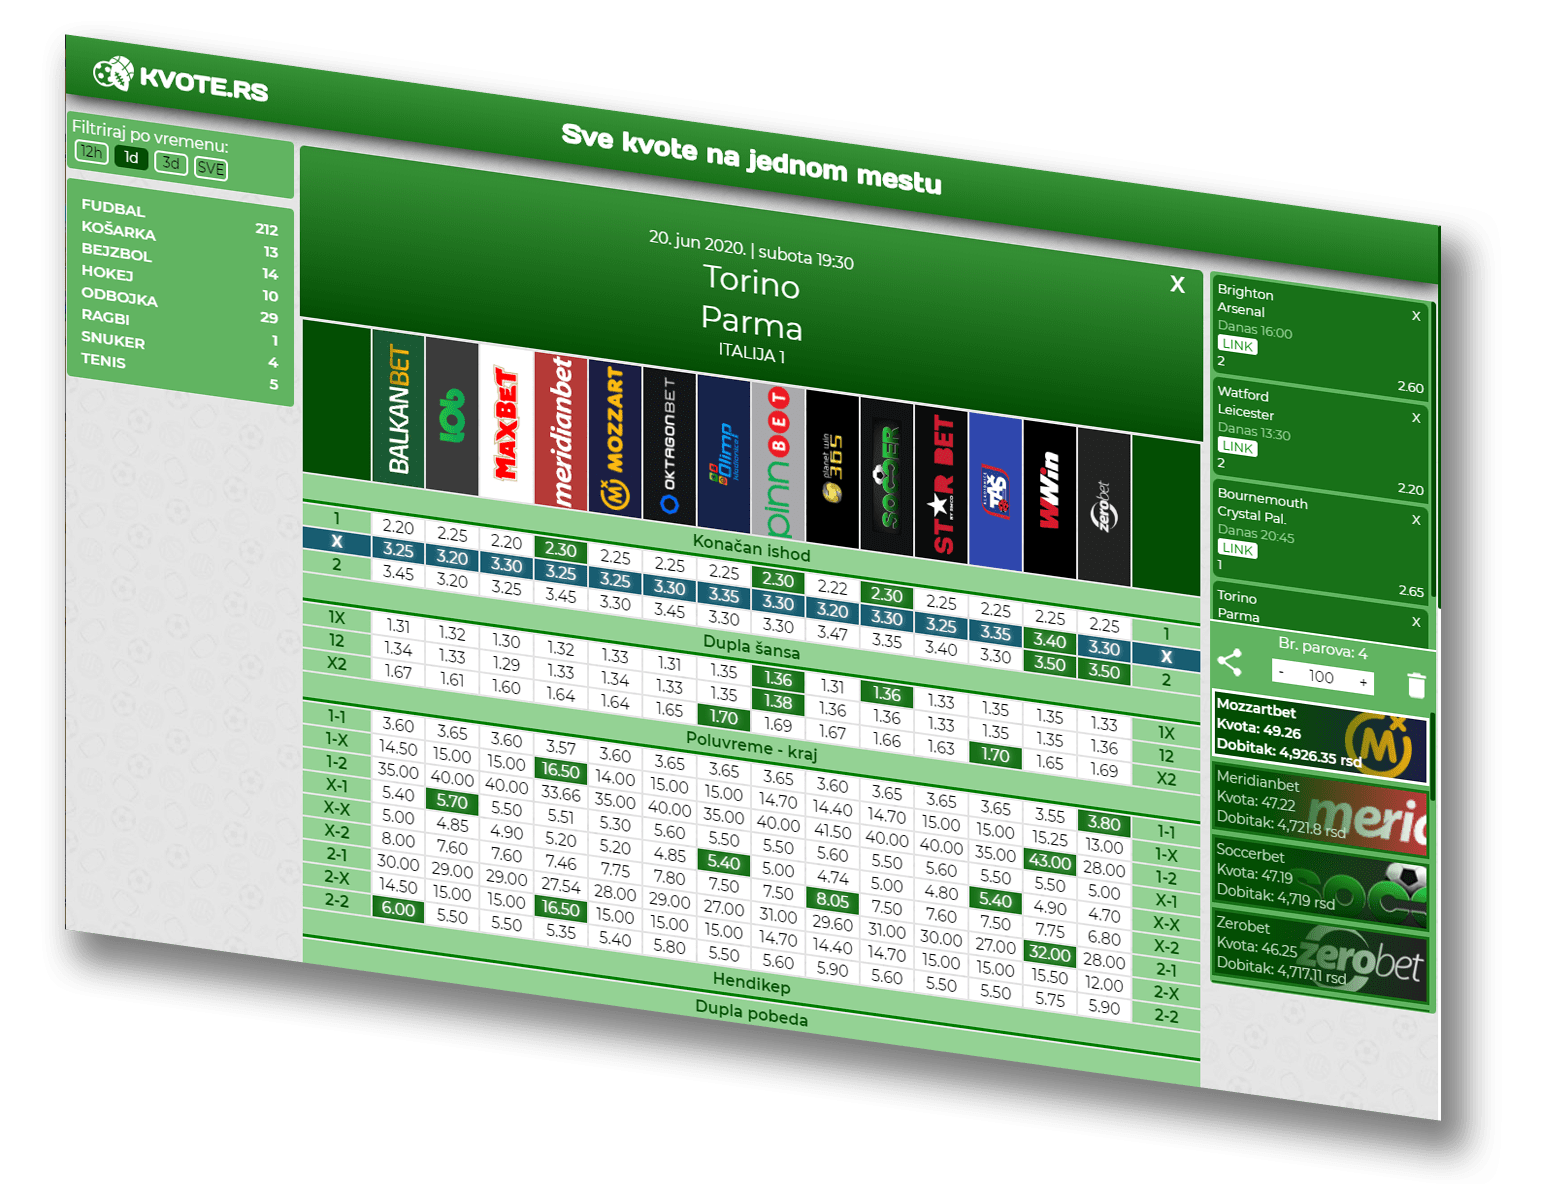 KVOTE.RS
Sve kvote na jednom mestu
Filtriraj po vremenu:
12h 1d 3d SVE
FUDBAL 212
KOŠARKA 13
BEJZBOL 14
HOKEJ 10
ODBOJKA 29
RAGBI 1
SNUKER 4
TENIS 5
20. jun 2020. | subota 19:30
X
Torino
Parma
ITALIJA 1
BALKANBET lob MAXBET meridianbet MOZZART OKTAGONBET Olimp pinnBET planet win 365 SOCCER STAR BET TAŠ WWin zerobet
Konačan ishod
1 2.20 2.25 2.20 2.30 2.25 2.25 2.25 2.30 2.22 2.30 2.25 2.25 2.25 2.25 1
X 3.25 3.20 3.30 3.25 3.25 3.30 3.35 3.30 3.20 3.30 3.25 3.35 3.40 3.30 X
2 3.45 3.20 3.25 3.45 3.30 3.45 3.30 3.30 3.47 3.35 3.40 3.30 3.50 3.50 2
Dupla šansa
1X 1.31 1.32 1.30 1.32 1.33 1.31 1.35 1.36 1.31 1.36 1.33 1.35 1.35 1.33 1X
12 1.34 1.33 1.29 1.33 1.34 1.33 1.35 1.38 1.36 1.36 1.33 1.35 1.35 1.36 12
X2 1.67 1.61 1.60 1.64 1.64 1.65 1.70 1.69 1.67 1.66 1.63 1.70 1.65 1.69 X2
Poluvreme - kraj
1-1 3.60 3.65 3.60 3.57 3.60 3.65 3.65 3.65 3.60 3.65 3.65 3.65 3.55 3.80 1-1
1-X 14.50 15.00 15.00 16.50 14.00 15.00 15.00 14.70 14.40 14.70 15.00 15.00 15.25 13.00 1-X
1-2 35.00 40.00 40.00 33.66 35.00 40.00 35.00 40.00 41.50 40.00 40.00 35.00 43.00 28.00 1-2
X-1 5.40 5.70 5.50 5.51 5.30 5.60 5.50 5.50 5.60 5.50 5.60 5.50 5.50 5.00 X-1
X-X 5.00 4.85 4.90 5.20 5.20 4.85 5.40 5.00 4.74 5.00 4.80 5.40 4.90 4.70 X-X
X-2 8.00 7.60 7.60 7.46 7.75 7.80 7.50 7.50 8.05 7.50 7.60 7.50 7.75 6.80 X-2
2-1 30.00 29.00 29.00 27.54 28.00 29.00 27.00 31.00 29.60 31.00 30.00 27.00 32.00 28.00 2-1
2-X 14.50 15.00 15.00 16.50 15.00 15.00 15.00 14.70 14.40 14.70 15.00 15.00 15.50 12.00 2-X
2-2 6.00 5.50 5.50 5.35 5.40 5.80 5.50 5.60 5.90 5.60 5.50 5.50 5.75 5.90 2-2
Hendikep
Dupla pobeda
Brighton
Arsenal X
Danas 16:00
LINK
2 2.60
Watford
Leicester X
Danas 13:30
LINK
2 2.20
Bournemouth
Crystal Pal. X
Danas 20:45
LINK
1 2.65
Torino
Parma X
Br. parova: 4
- 100 +
Mozzartbet
Kvota: 49.26
Dobitak: 4,926.35 rsd
Meridianbet
Kvota: 47.22
Dobitak: 4,721.8 rsd
meric
Soccerbet
Kvota: 47.19
Dobitak: 4,719 rsd
SOCC
Zerobet
Kvota: 46.25
Dobitak: 4,717.11 rsd
zerobet